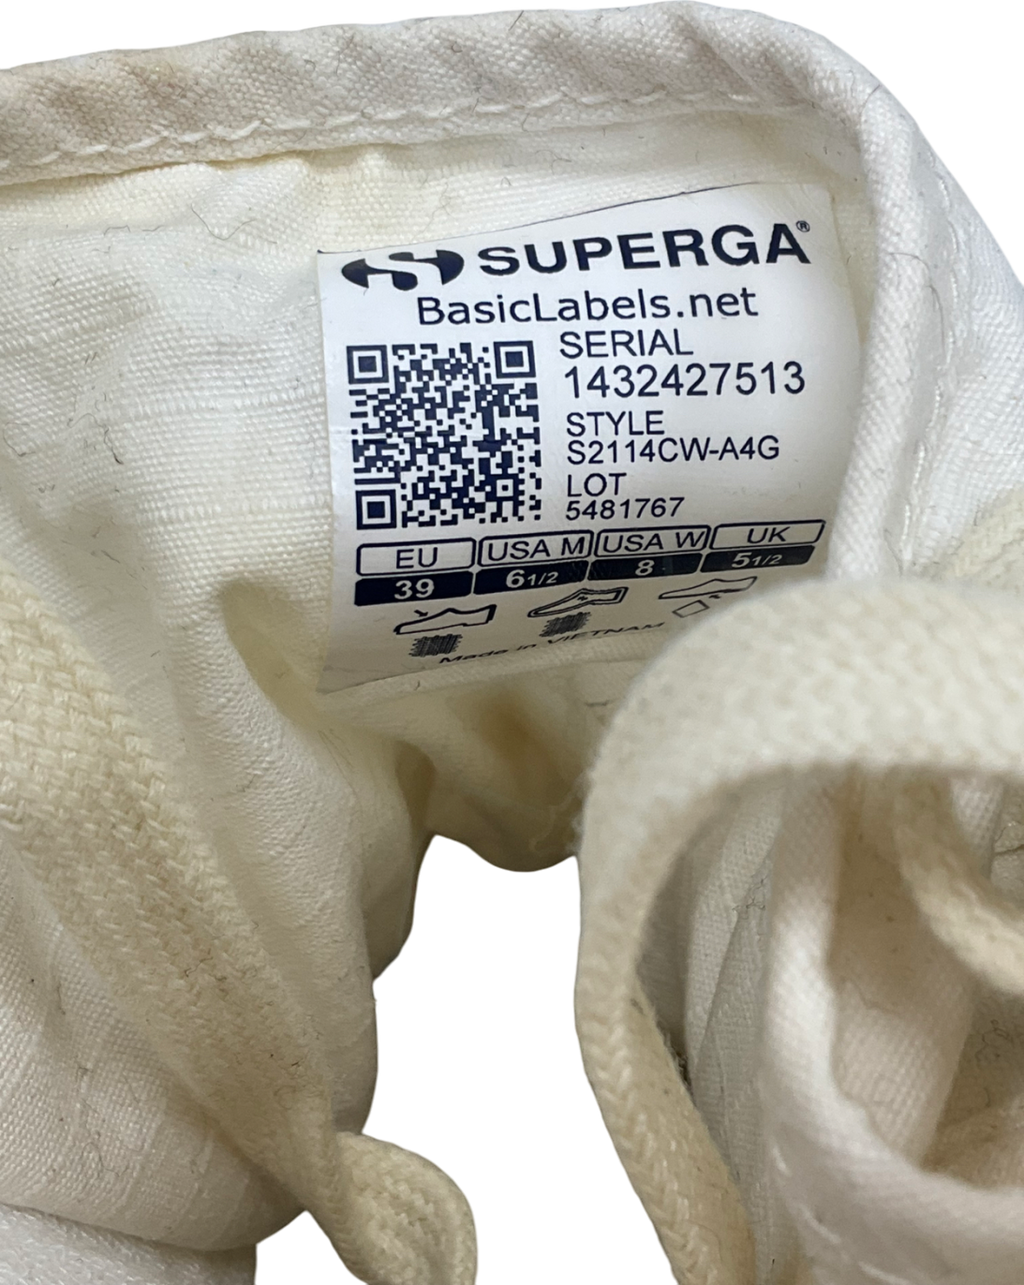 SUPERGA®
BasicLabels.net
SERIAL
1432427513
STYLE
S2114CW-A4G
LOT
5481767
EU USA M USA W UK
39 6 1/2 8 5 1/2
Made in VIETNAM